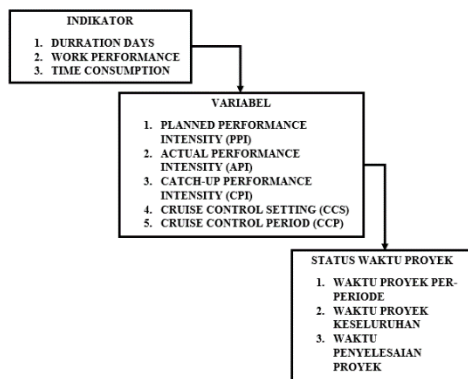 INDIKATOR
1. DURRATION DAYS
2. WORK PERFORMANCE
3. TIME CONSUMPTION
VARIABEL
1. PLANNED PERFORMANCE
INTENSITY (PPI)
2. ACTUAL PERFORMANCE
INTENSITY (API)
3. CATCH-UP PERFORMANCE
INTENSITY (CPI)
4. CRUISE CONTROL SETTING (CCS)
5. CRUISE CONTROL PERIOD (CCP)
STATUS WAKTU PROYEK
1. WAKTU PROYEK PER-
PERIODE
2. WAKTU PROYEK
KESELURUHAN
3. WAKTU
PENYELESAIAN
PROYEK